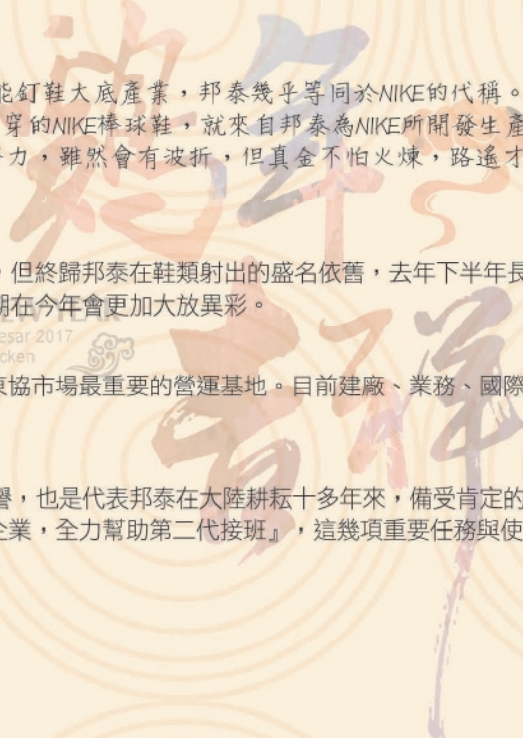 能釘鞋大底產業，邦泰幾乎等同於NIKE的代稱。
穿的NIKE棒球鞋，就來自邦泰為NIKE所開發生產
力，雖然會有波折，但真金不怕火煉，路遙才
，但終歸邦泰在鞋類射出的盛名依舊，去年下半年長
期在今年會更加大放異彩。
esar 2017
cken
東協市場最重要的營運基地。目前建廠、業務、國際
譽，也是代表邦泰在大陸耕耘十多年來，備受肯定的
企業，全力幫助第二代接班』，這幾項重要任務與使
雞年
吉祥